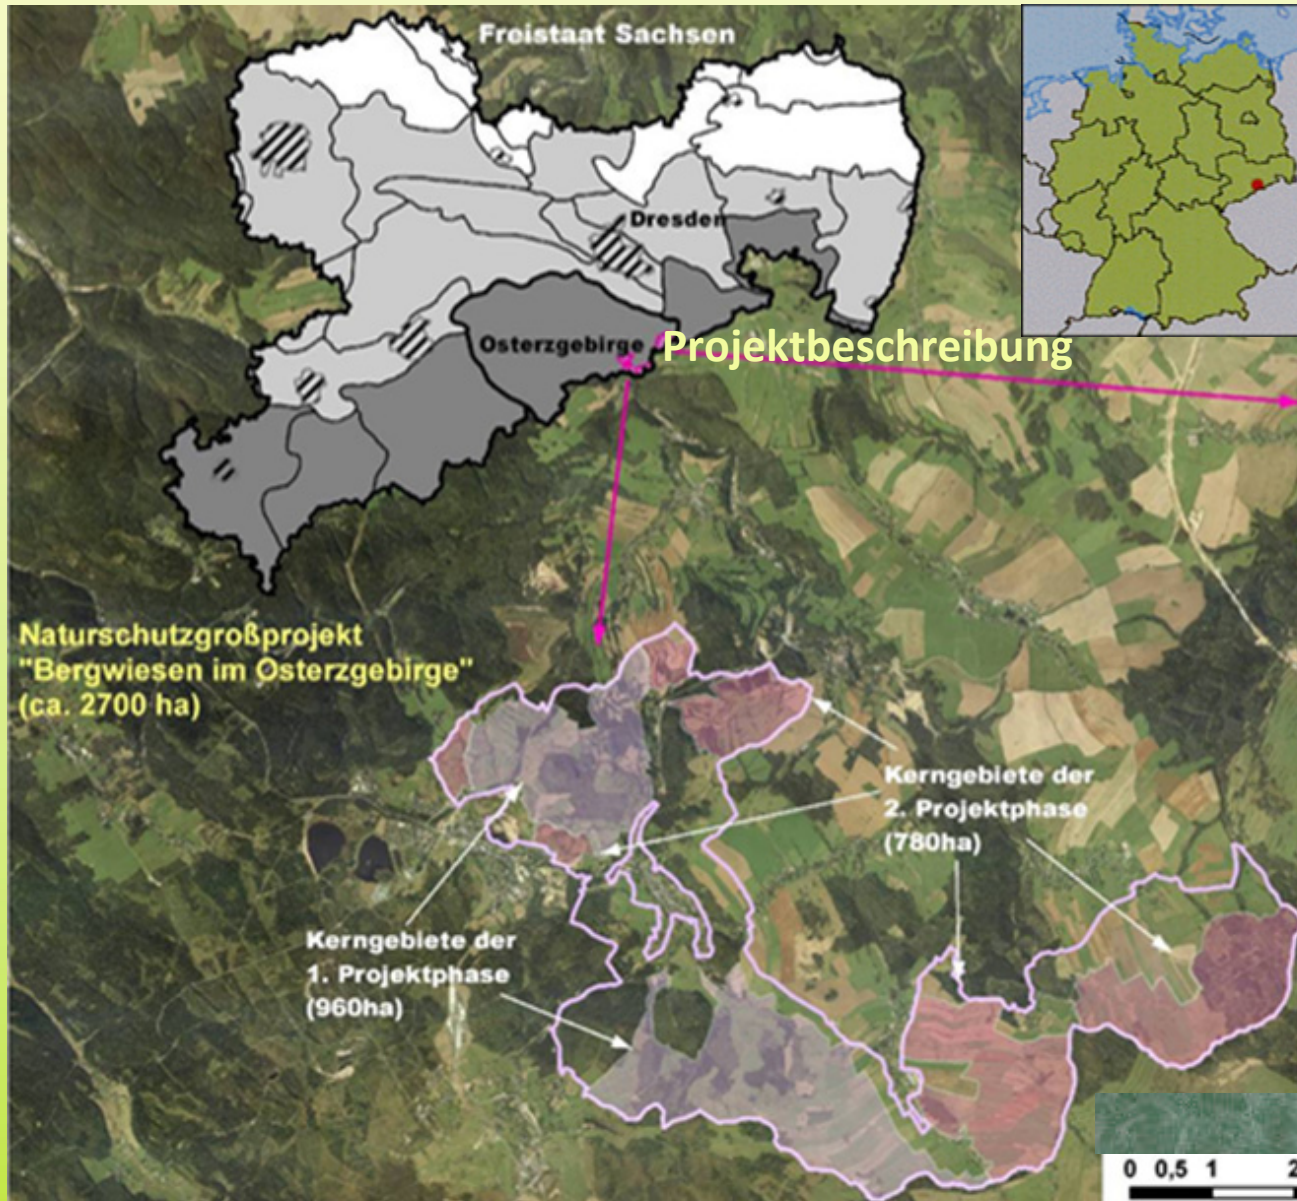 Freistaat Sachsen
Dresden
Osterzgebirge
Projektbeschreibung
Naturschutzgroßprojekt
"Bergwiesen im Osterzgebirge"
(ca. 2700 ha)
Kerngebiete der
2. Projektphase
(780ha)
Kerngebiete der
1. Projektphase
(960ha)
0 0,5 1 2